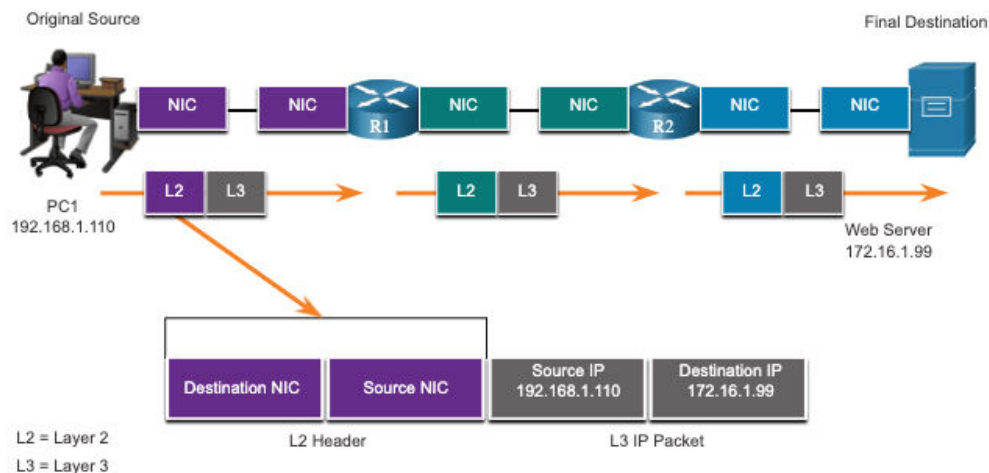 Original Source
Final Destination
NIC
NIC
R1
NIC
NIC
R2
NIC
NIC
L2
L3
L2
L3
L2
L3
PC1
192.168.1.110
Web Server
172.16.1.99
Destination NIC
Source NIC
Source IP
192.168.1.110
Destination IP
172.16.1.99
L2 = Layer 2
L2 Header
L3 IP Packet
L3 = Layer 3